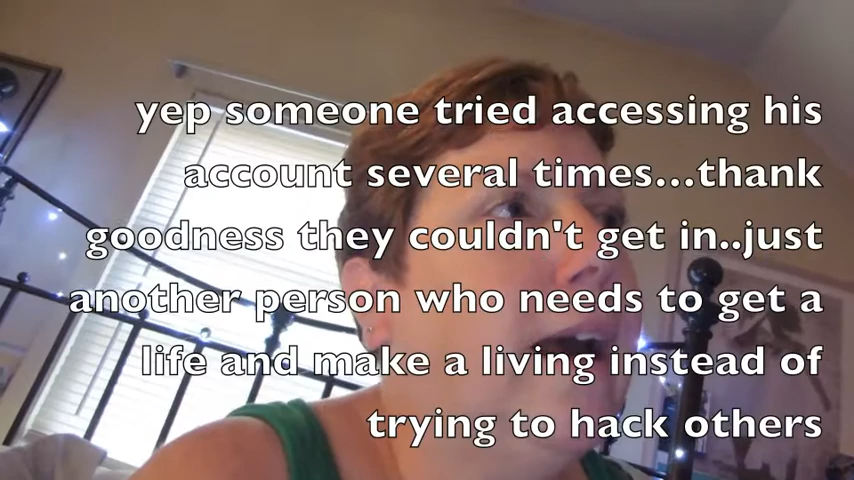 yep someone tried accessing his
account several times...thank
goodness they couldn't get in..just
another person who needs to get a
life and make a living instead of
trying to hack others